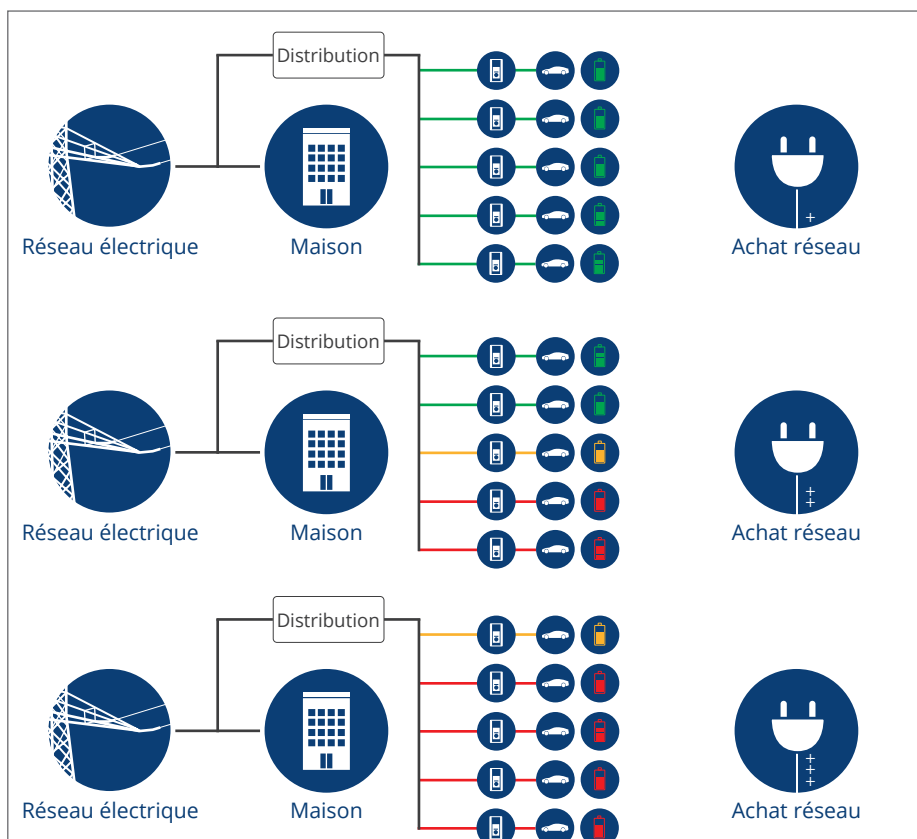 Distribution
Réseau électrique
Maison
+
Achat réseau
Distribution
Réseau électrique
Maison
+
+
Achat réseau
Distribution
Réseau électrique
Maison
+
+
+
Achat réseau